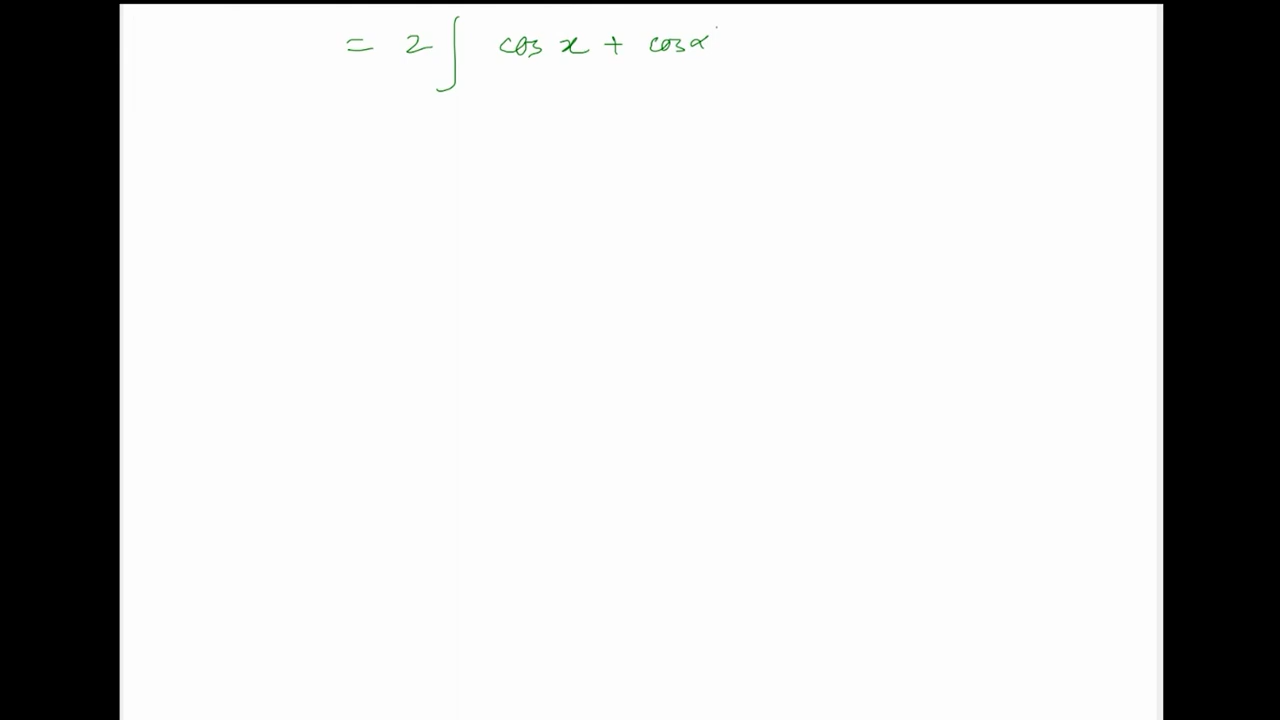 = 2∫ cos x + cos α